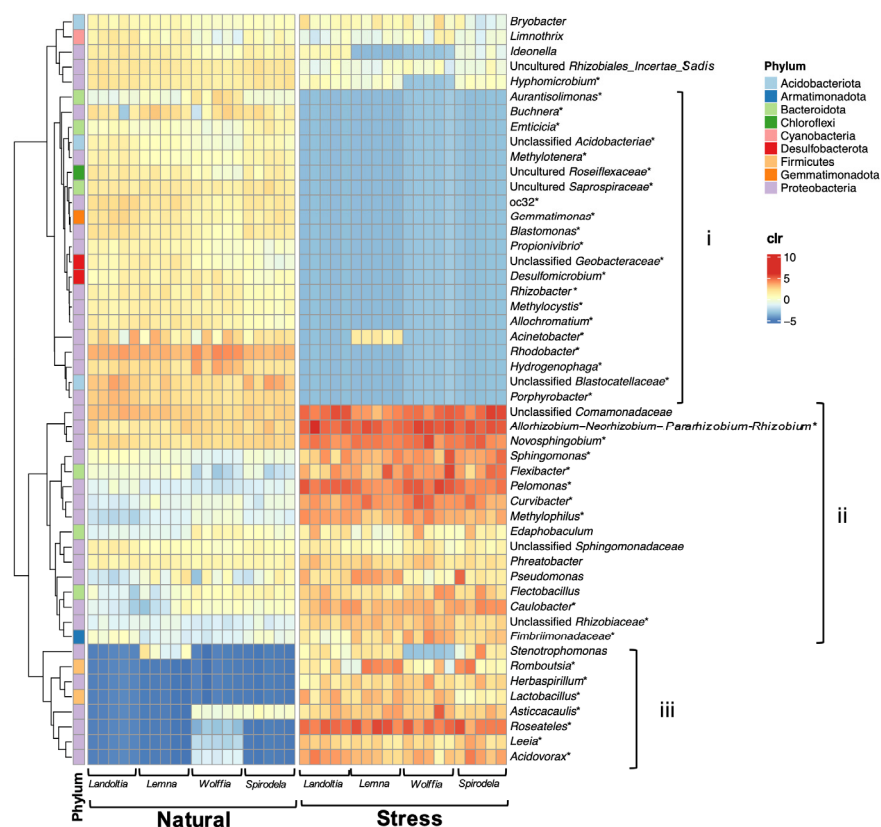 Bryobacter
Limnothrix
Ideonella
Uncultured Rhizobiales_Incertae_Sadis
Hyphomicrobium*
Aurantisolimonas*
Buchnera*
Emticicia*
Unclassified Acidobacteriae*
Methylotenera*
Uncultured Roseiflexaceae*
Uncultured Saprospiraceae*
oc32*
Gemmatimonas*
Blastomonas*
Propionivibrio*
Unclassified Geobacteraceae*
Desulfomicrobium*
Rhizobacter*
Methylocystis*
Allochromatium*
Acinetobacter*
Rhodobacter*
Hydrogenophaga*
Unclassified Blastocatellaceae*
Porphyrobacter*
Unclassified Comamonadaceae
Allorhizobium−Neorhizobium−Pararhizobium−Rhizobium*
Novosphingobium*
Sphingomonas*
Flexibacter*
Pelomonas*
Curvibacter*
Methylophilus*
Edaphobaculum
Unclassified Sphingomonadaceae
Phreatobacter
Pseudomonas
Flectobacillus
Caulobacter*
Unclassified Rhizobiaceae*
Fimbriimonadaceae*
Stenotrophomonas
Romboutsia*
Herbaspirillum*
Lactobacillus*
Asticcacaulis*
Roseateles*
Leeia*
Acidovorax*
i
ii
iii
Phylum
Acidobacteriota
Armatimonadota
Bacteroidota
Chloroflexi
Cyanobacteria
Desulfobacterota
Firmicutes
Gemmatimonadota
Proteobacteria
clr
10
5
0
−5
Phylum
Landoltia Lemna Wolffia Spirodela Landoltia Lemna Wolffia Spirodela
Natural Stress